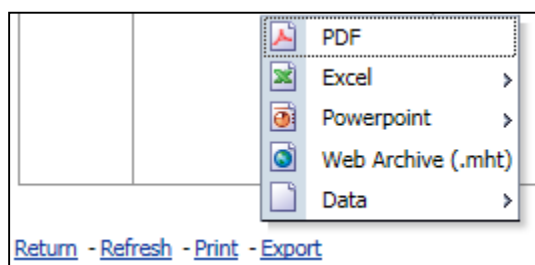 PDF
Excel
Powerpoint
Web Archive (.mht)
Data
Return - Refresh - Print - Export